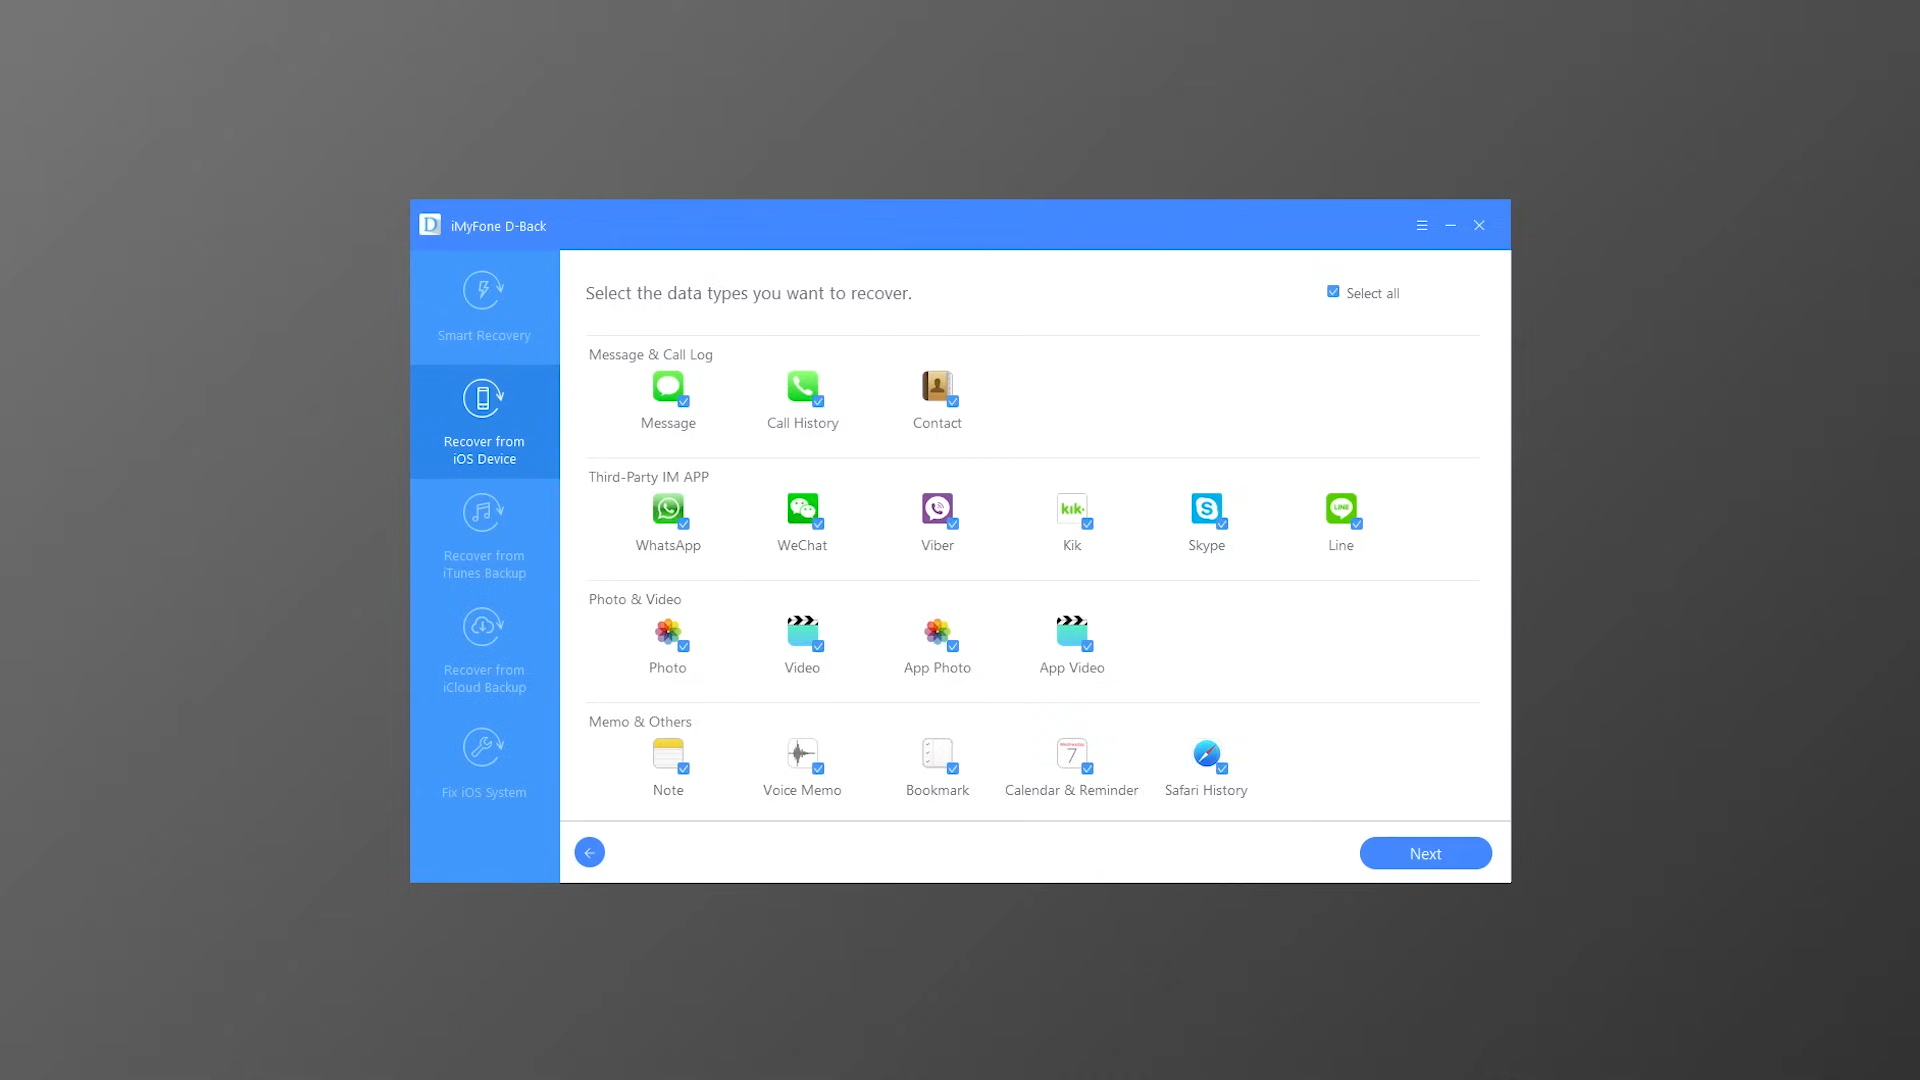 D iMyFone D-Back
Smart Recovery
Recover from
iOS Device
Recover from
iTunes Backup
Recover from
iCloud Backup
Fix iOS System
Select the data types you want to recover.
Select all
Message & Call Log
Message Call History Contact
Third-Party IM APP
kik LINE
WhatsApp WeChat Viber Kik Skype Line
Photo & Video
Photo Video App Photo App Video
Memo & Others
Wednesday
7
Note Voice Memo Bookmark Calendar & Reminder Safari History
Next